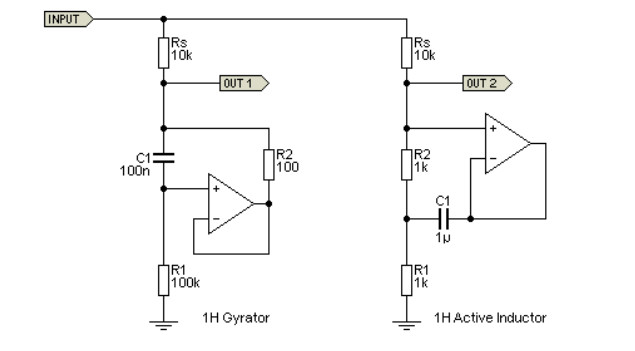 INPUT
Rs
10k
Rs
10k
OUT 1
OUT 2
+
-
C1
100n
R2
100
R2
1k
+
-
C1
1µ
R1
100k
R1
1k
1H Gyrator
1H Active Inductor